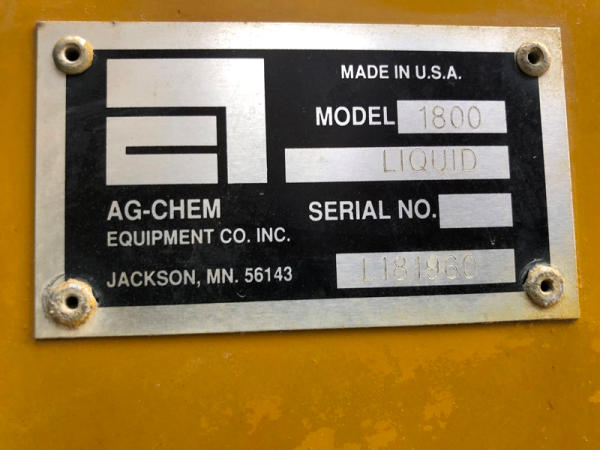 MADE IN U.S.A.
MODEL 1800
LIQUID
AG-CHEM
EQUIPMENT CO. INC.
JACKSON, MN. 56143
SERIAL NO.
L181960